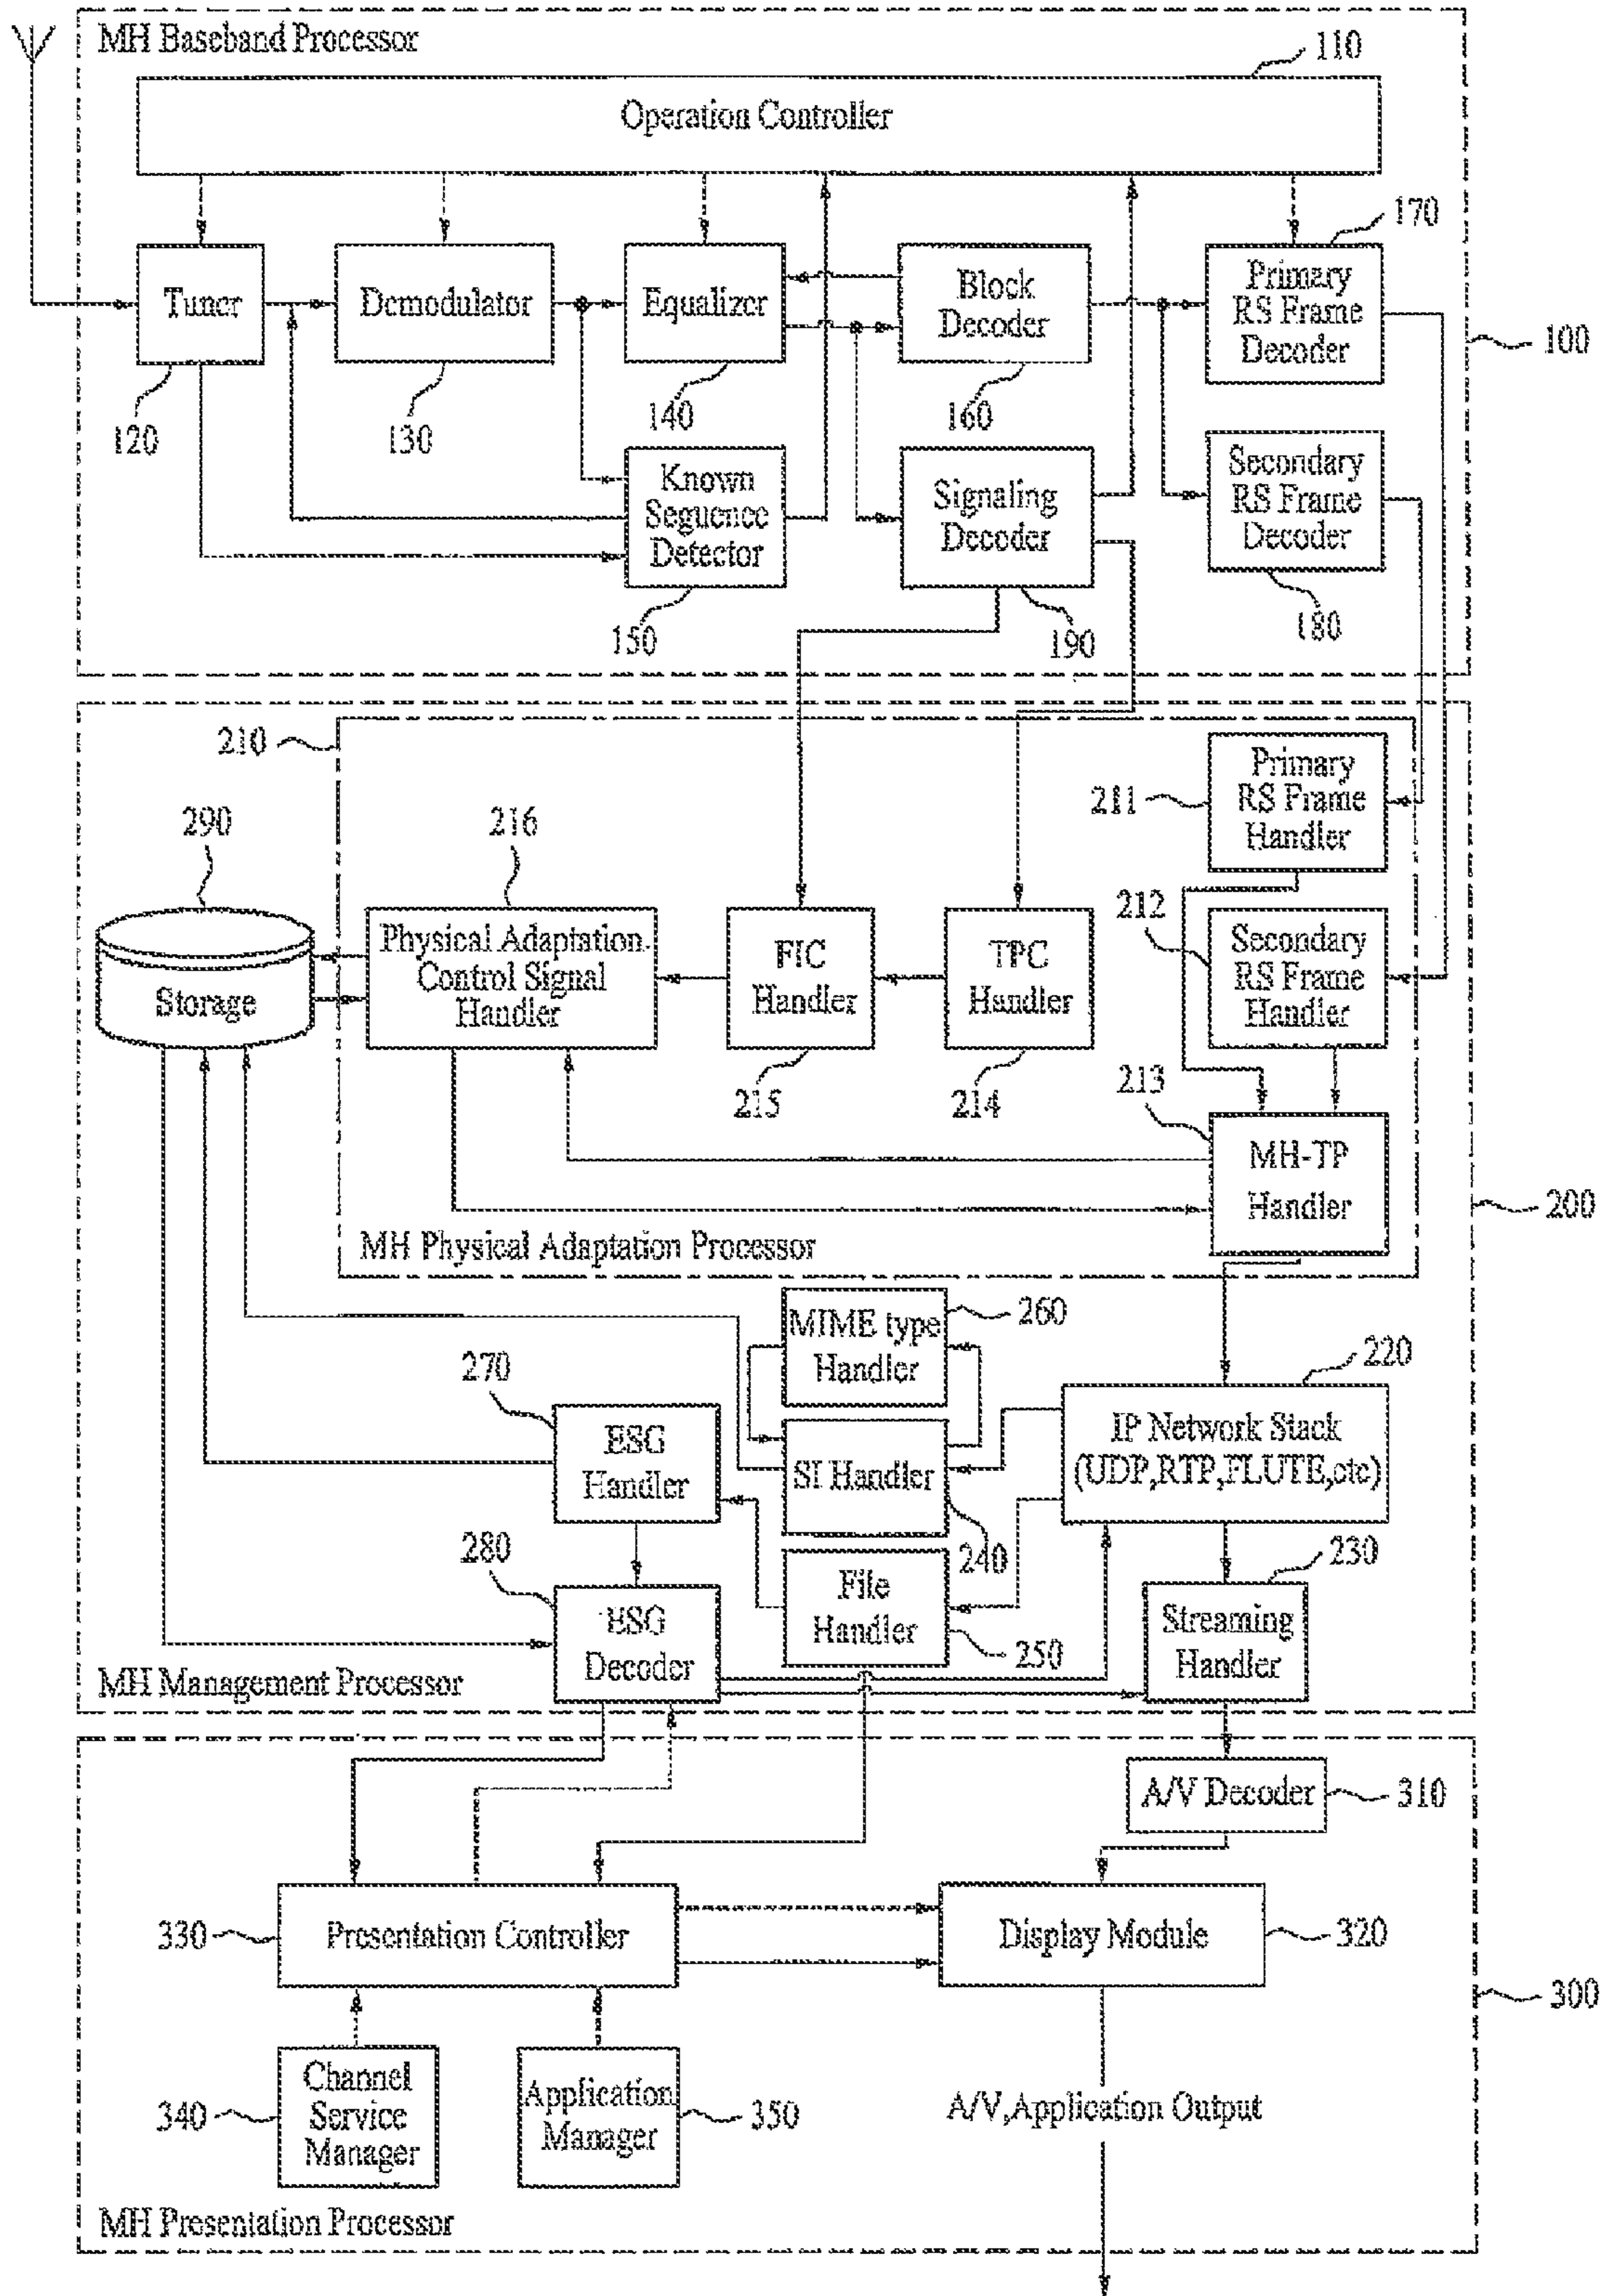 MH Baseband Processor
110
Operation Controller
170
Tuner
Demodulator
Equalizer
Block
Decoder
Primary
RS Frame
Decoder
100
120
130
140
160
Known
Seguence
Detector
Signaling
Decoder
Secondary
RS Frame
Decoder
150
190
180
210
Primary
RS Frame
Handler
211
290
216
212
Storage
Physical Adaptation
Control Signal
Handler
FIC
Handler
TPC
Handler
Secondary
RS Frame
Handler
215
214
213
MH-TP
Handler
200
MH Physical Adaptation Processor
MIME type
Handler
260
270
220
ESG
Handler
SI Handler
IP Network Stack
(UDP,RTP,FLUTE,etc)
280
240
230
ESG
Decoder
File
Handler
250
Streaming
Handler
MH Management Processor
A/V Decoder
310
330
Presentation Controller
Display Module
320
300
340
Channel
Service
Manager
Application
Manager
350
A/V,Application Output
MH Presentation Processor